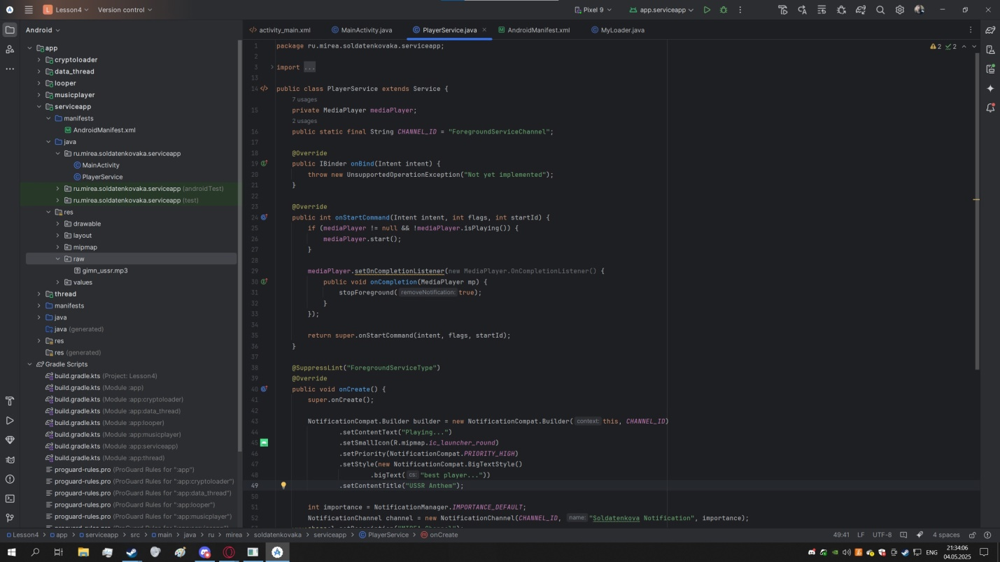 L Lesson4 Version control Pixel 9 app.serviceapp
Android
activity_main.xml MainActivity.java PlayerService.java AndroidManifest.xml MyLoader.java
app
cryptoloader
data_thread
looper
musicplayer
serviceapp
manifests
AndroidManifest.xml
java
ru.mirea.soldatenkovaka.serviceapp
MainActivity
PlayerService
ru.mirea.soldatenkovaka.serviceapp (androidTest)
ru.mirea.soldatenkovaka.serviceapp (test)
res
drawable
layout
mipmap
raw
gimn_ussr.mp3
values
thread
manifests
java
java (generated)
res
res (generated)
Gradle Scripts
build.gradle.kts (Project: Lesson4)
build.gradle.kts (Module :app)
build.gradle.kts (Module :app:cryptoloader)
build.gradle.kts (Module :app:data_thread)
build.gradle.kts (Module :app:looper)
build.gradle.kts (Module :app:musicplayer)
build.gradle.kts (Module :app:serviceapp)
build.gradle.kts (Module :app:thread)
proguard-rules.pro (ProGuard Rules for ":app")
proguard-rules.pro (ProGuard Rules for ":app:cryptoloader")
proguard-rules.pro (ProGuard Rules for ":app:data_thread")
proguard-rules.pro (ProGuard Rules for ":app:looper")
proguard-rules.pro (ProGuard Rules for ":app:musicplayer")
2 2
1 package ru.mirea.soldatenkovaka.serviceapp;
2
3 import ...
13
14 public class PlayerService extends Service {
7 usages
15 private MediaPlayer mediaPlayer;
2 usages
16 public static final String CHANNEL_ID = "ForegroundServiceChannel";
17
18 @Override
19 public IBinder onBind(Intent intent) {
20 throw new UnsupportedOperationException("Not yet implemented");
21 }
22
23 @Override
24 public int onStartCommand(Intent intent, int flags, int startId) {
25 if (mediaPlayer != null && !mediaPlayer.isPlaying()) {
26 mediaPlayer.start();
27 }
28
29 mediaPlayer.setOnCompletionListener(new MediaPlayer.OnCompletionListener() {
30 public void onCompletion(MediaPlayer mp) {
31 stopForeground( removeNotification: true);
32 }
33 });
34
35 return super.onStartCommand(intent, flags, startId);
36 }
37
38 @SuppressLint("ForegroundServiceType")
39 @Override
40 public void onCreate() {
41 super.onCreate();
42
43 NotificationCompat.Builder builder = new NotificationCompat.Builder( context: this, CHANNEL_ID)
44 .setContentText("Playing...")
45 .setSmallIcon(R.mipmap.ic_launcher_round)
46 .setPriority(NotificationCompat.PRIORITY_HIGH)
47 .setStyle(new NotificationCompat.BigTextStyle()
48 .bigText( cs: "best player..."))
49 .setContentTitle("USSR Anthem");
50
51 int importance = NotificationManager.IMPORTANCE_DEFAULT;
52 NotificationChannel channel = new NotificationChannel(CHANNEL_ID, name: "Soldatenkova Notification", importance);
Lesson4 > app > serviceapp > src > main > java > ru > mirea > soldatenkovaka > serviceapp > PlayerService > onCreate
49:41 LF UTF-8 4 spaces
ENG
21:34:06
04.05.2025